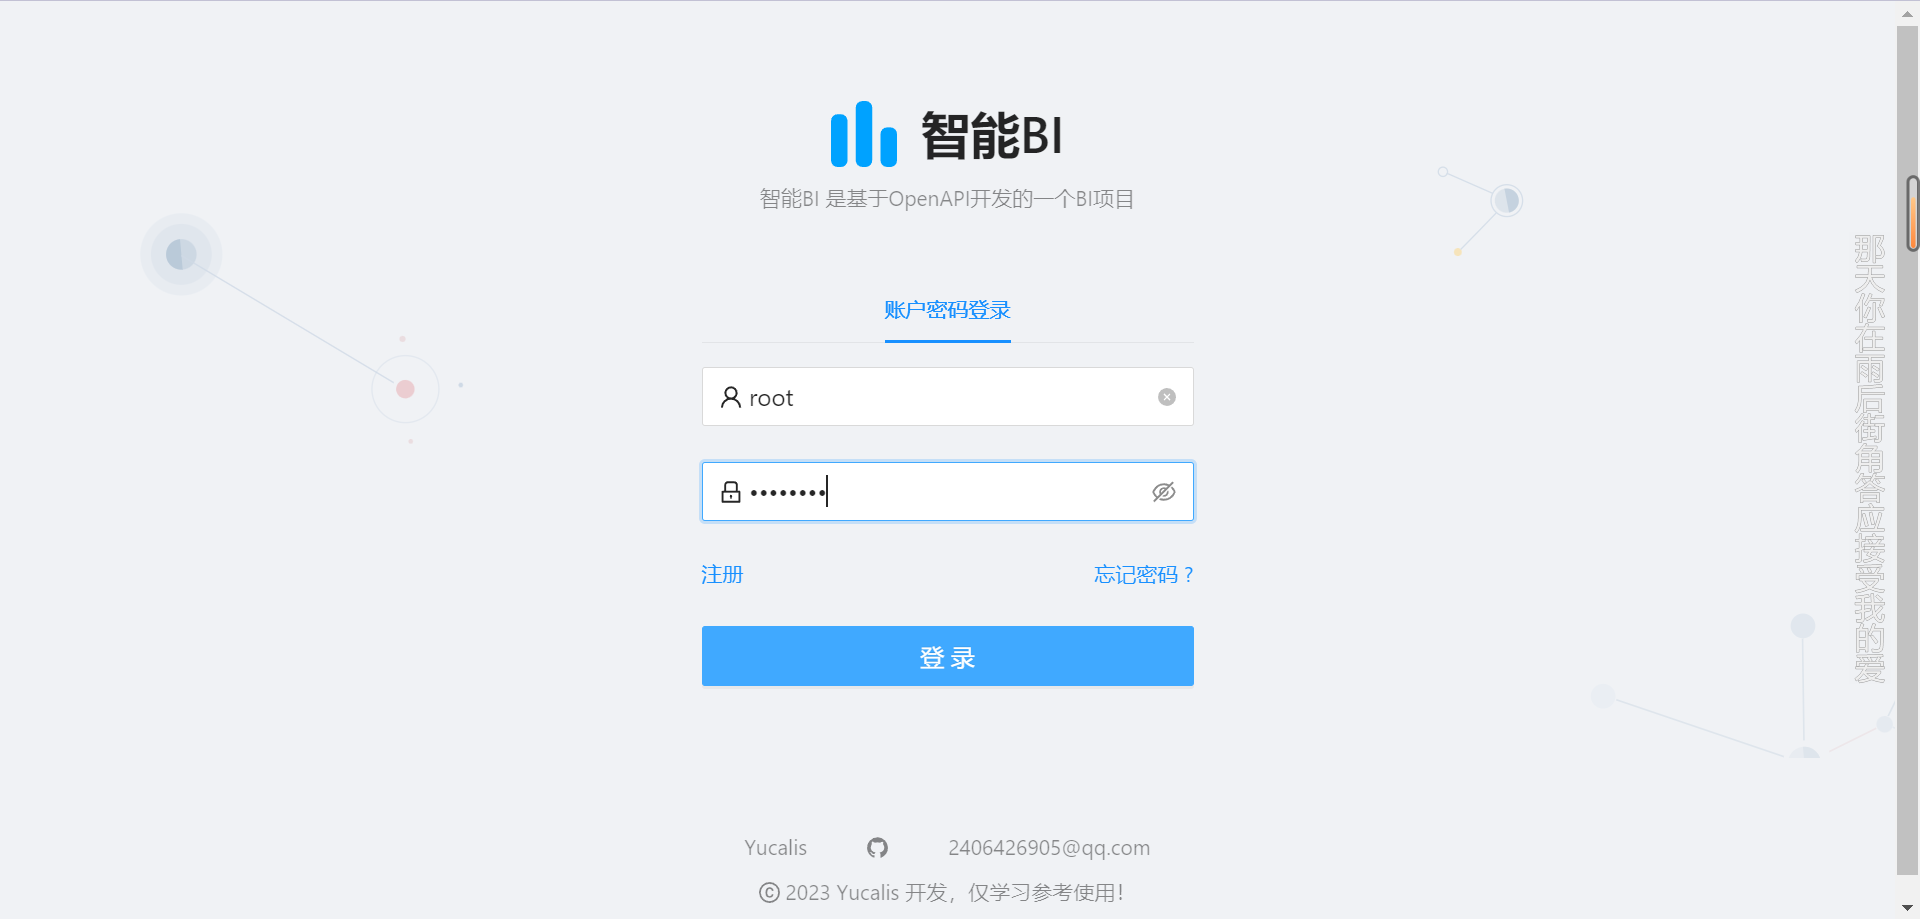 智能BI
智能BI 是基于OpenAPI开发的一个BI项目
账户密码登录
root
••••••••
注册
忘记密码 ?
登 录
那天你在雨后街角答应接受我的爱
Yucalis
2406426905@qq.com
© 2023 Yucalis 开发，仅学习参考使用！